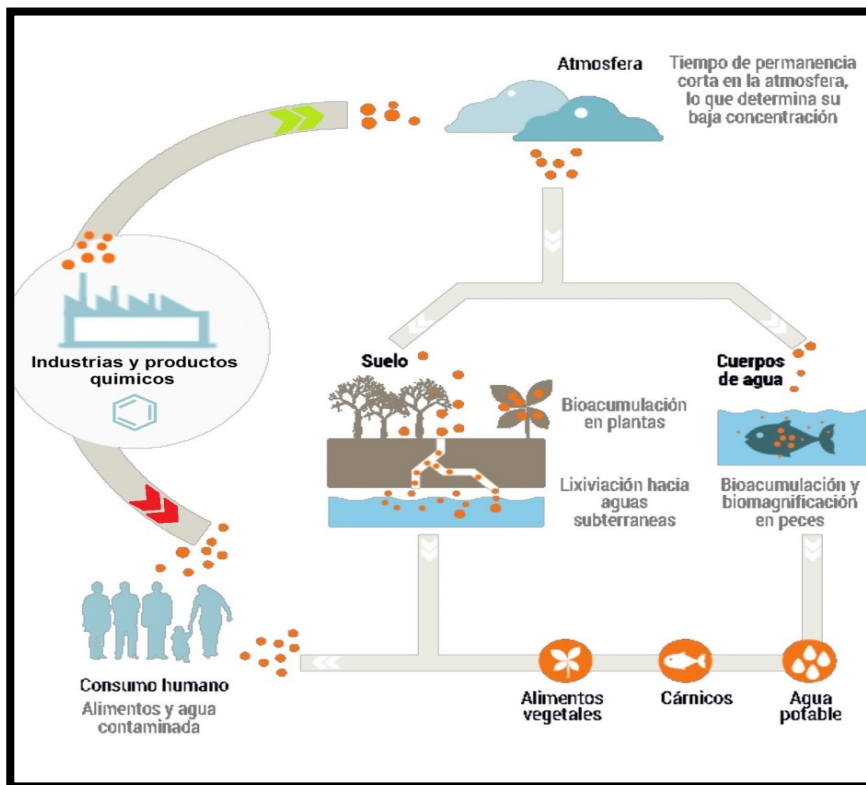 Atmosfera
Tiempo de permanencia
corta en la atmosfera,
lo que determina su
baja concentración
Industrias y productos
quimicos
Suelo
Bioacumulación
en plantas
Lixiviación hacia
aguas
subterraneas
Cuerpos
de agua
Bioacumulación y
biomagnificación
en peces
Consumo humano
Alimentos y agua
contaminada
Alimentos
vegetales
Cárnicos
Agua
potable